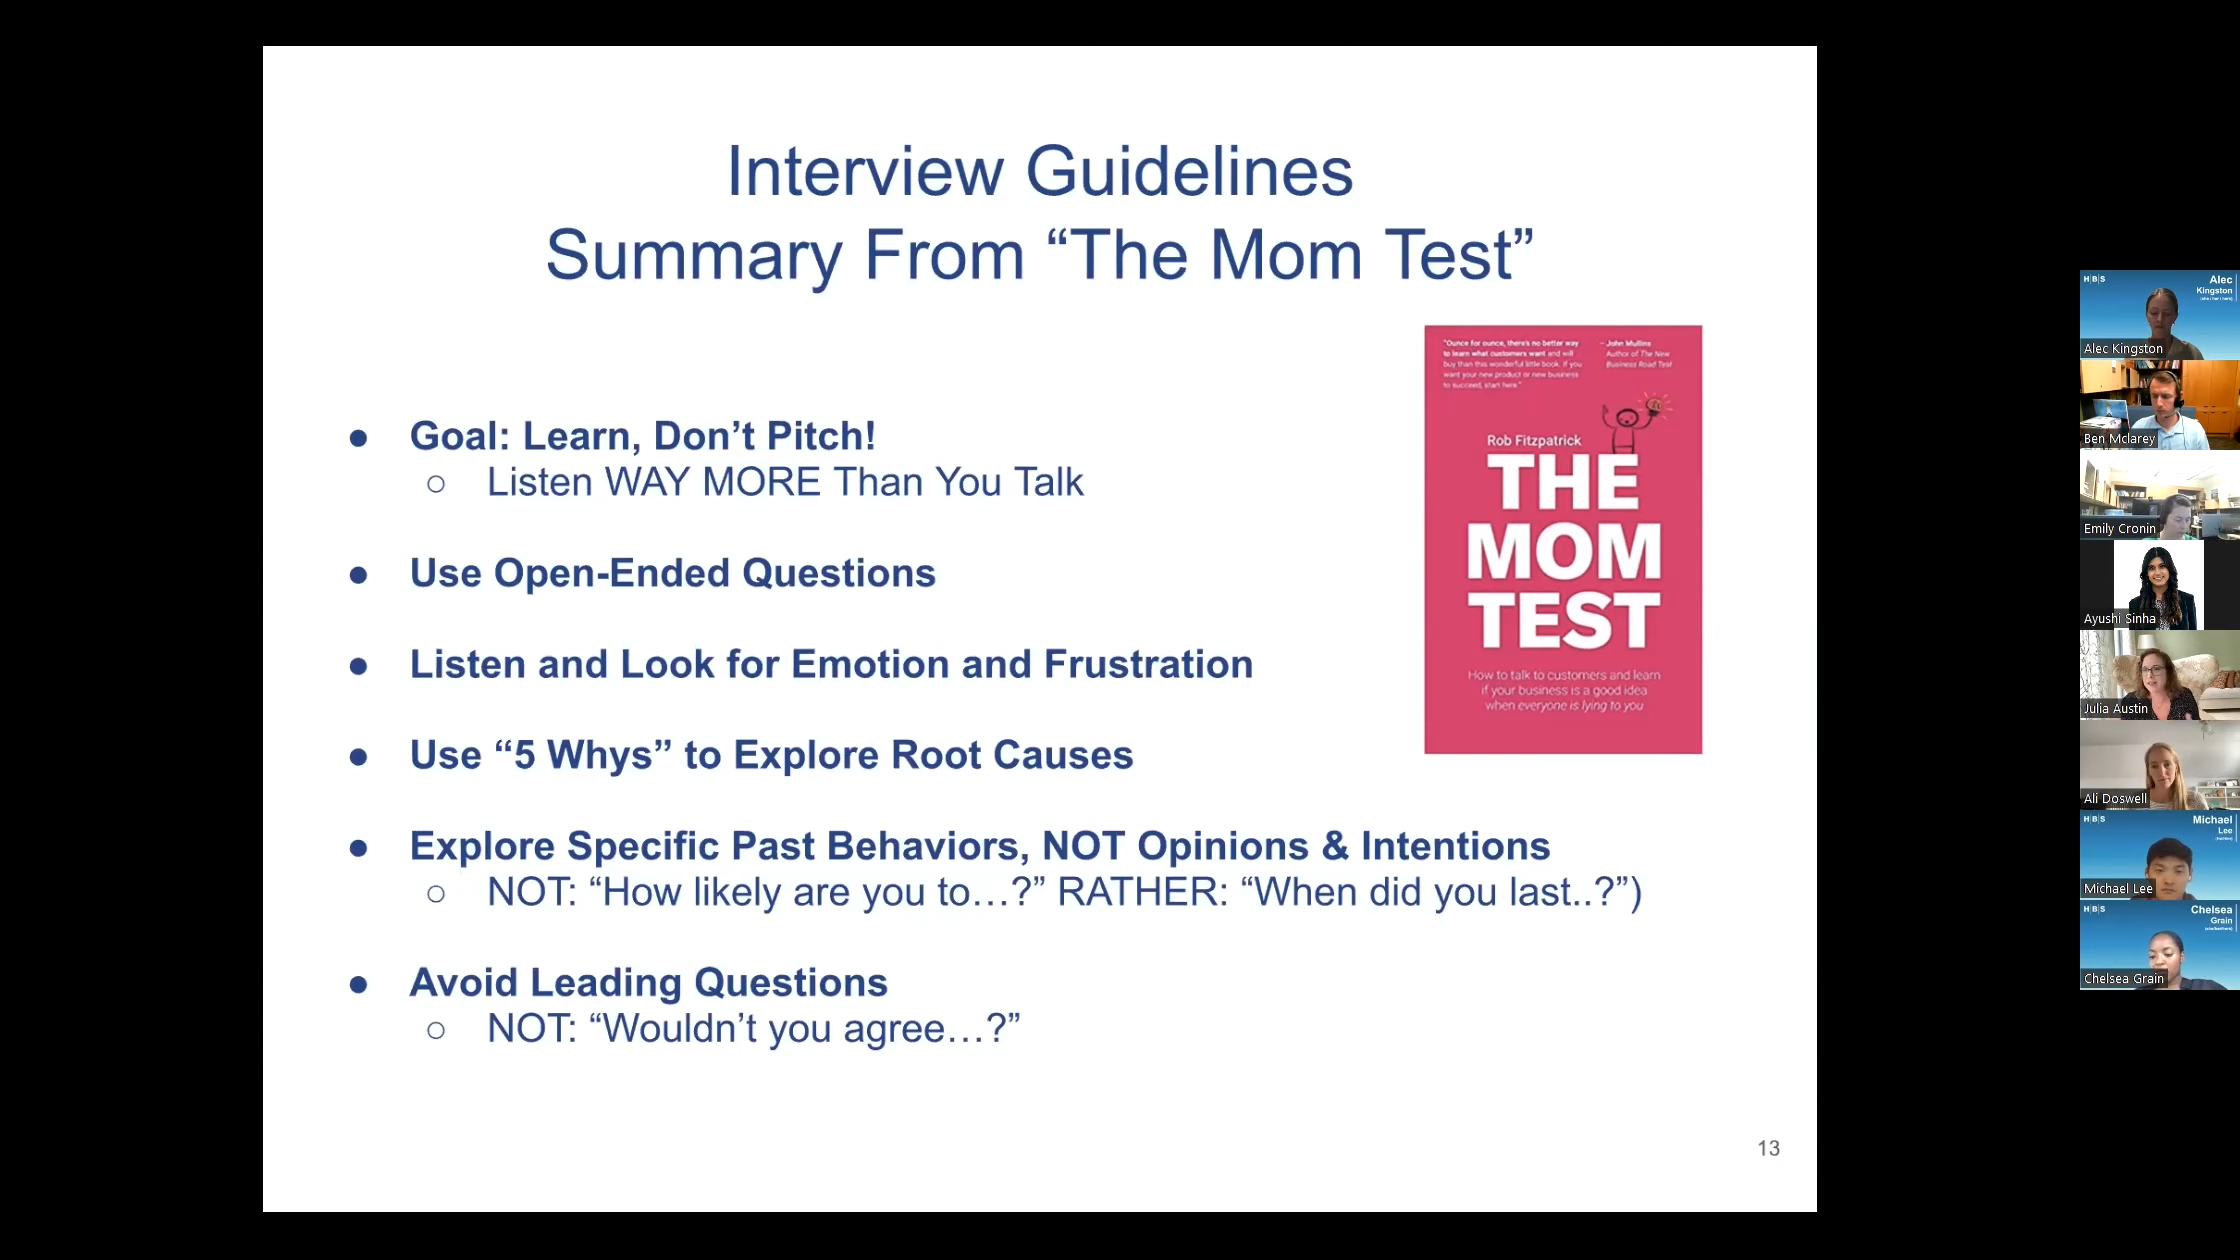 Interview Guidelines
Summary From “The Mom Test”
● Goal: Learn, Don’t Pitch!
○ Listen WAY MORE Than You Talk
● Use Open-Ended Questions
● Listen and Look for Emotion and Frustration
● Use “5 Whys” to Explore Root Causes
● Explore Specific Past Behaviors, NOT Opinions & Intentions
○ NOT: “How likely are you to…?” RATHER: “When did you last..?”)
● Avoid Leading Questions
○ NOT: “Wouldn’t you agree…?”
"Ounce for ounce, there's no better way
to learn what customers want and will
buy than this wonderful little book. If you
want your new product or new business
to succeed, start here."
– John Mullins
Author of The New
Business Road Test
Rob Fitzpatrick
THE
MOM
TEST
How to talk to customers and learn
if your business is a good idea
when everyone is lying to you
13
H|B|S
Alec
Kingston
Alec Kingston
Ben Mclarey
Emily Cronin
Ayushi Sinha
Julia Austin
Ali Doswell
H|B|S
Michael
Lee
Michael Lee
H|B|S
Chelsea
Grain
Chelsea Grain